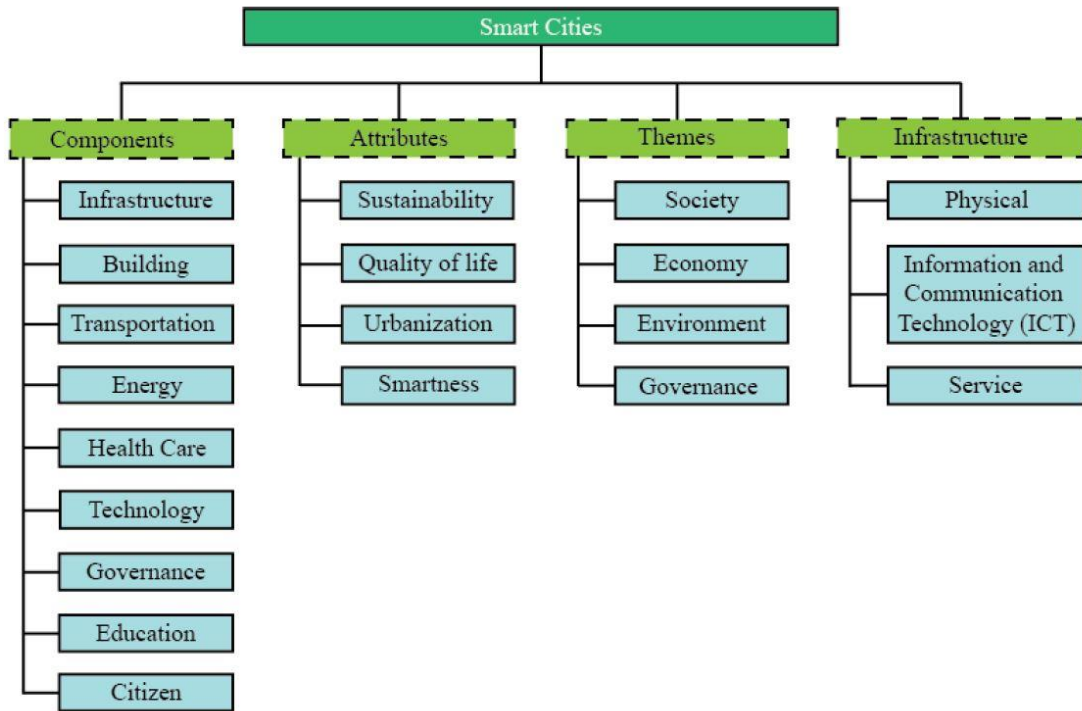 Smart Cities
Components
Infrastructure
Building
Transportation
Energy
Health Care
Technology
Governance
Education
Citizen
Attributes
Sustainability
Quality of life
Urbanization
Smartness
Themes
Society
Economy
Environment
Governance
Infrastructure
Physical
Information and
Communication
Technology (ICT)
Service